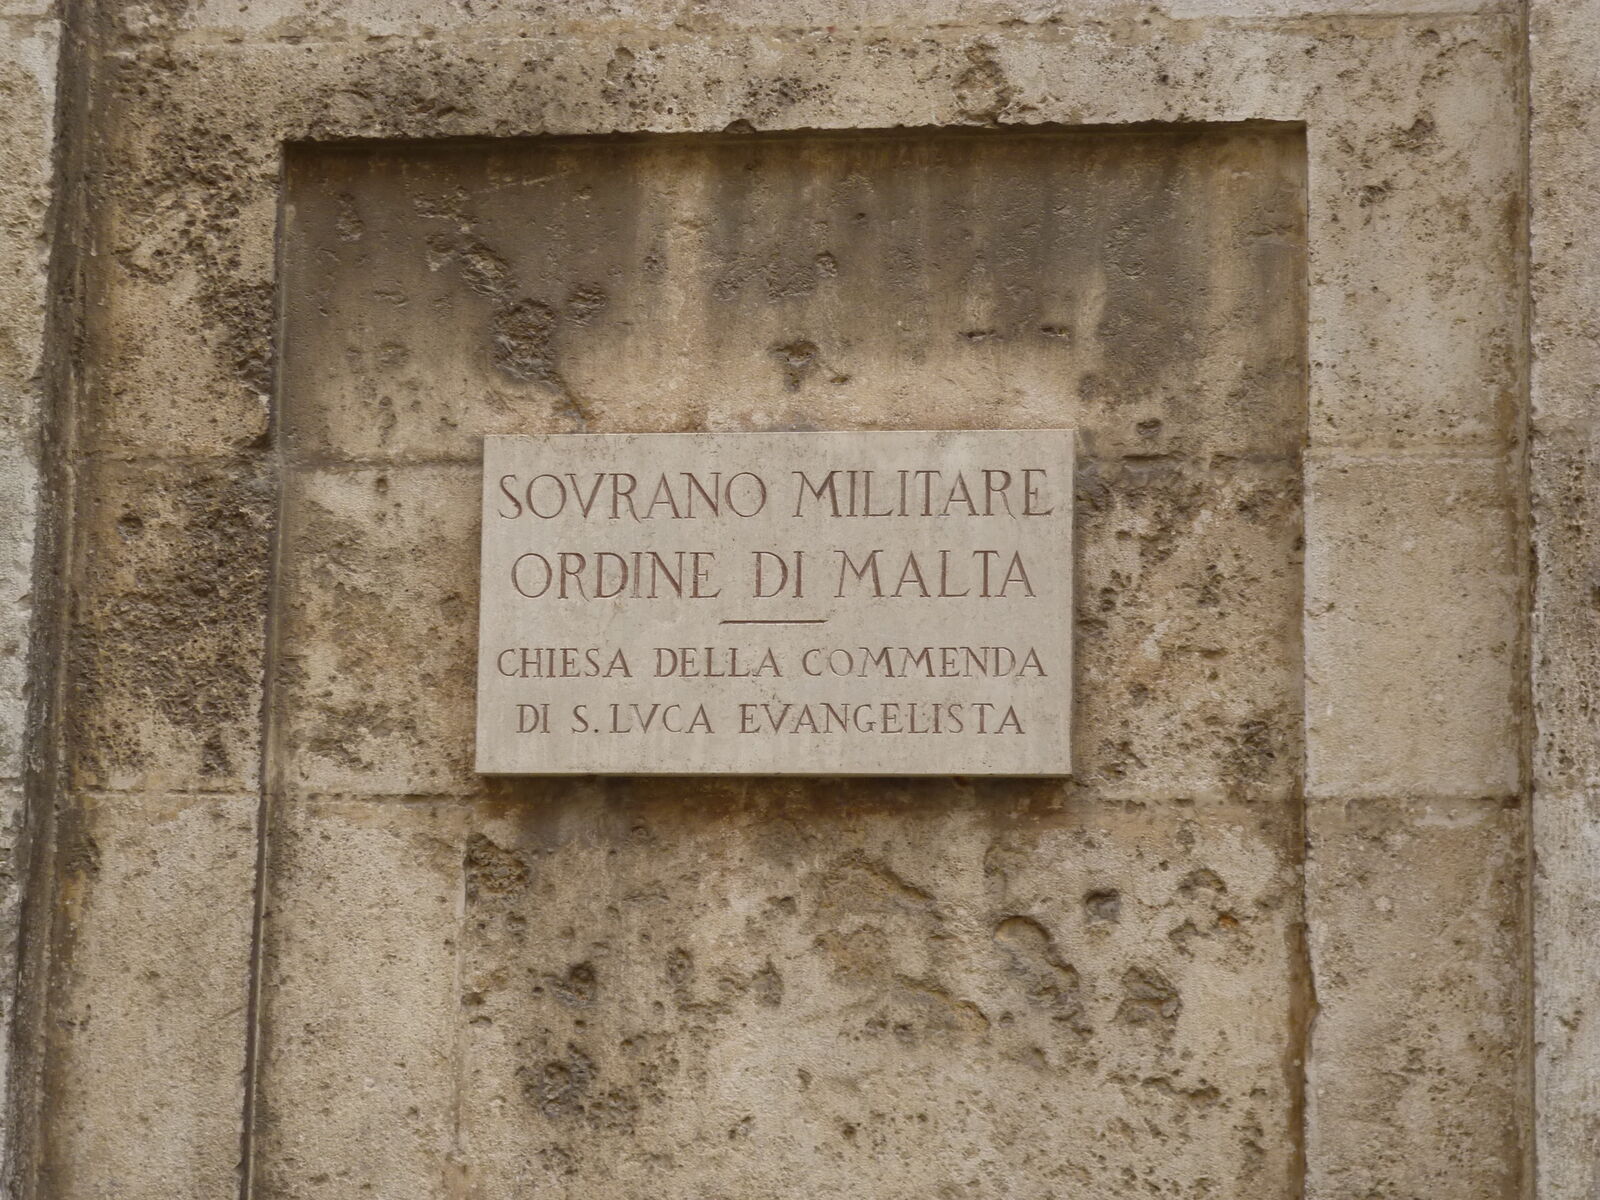 SOVRANO MILITARE
ORDINE DI MALTA
CHIESA DELLA COMMENDA
DI S. LVCA EVANGELISTA